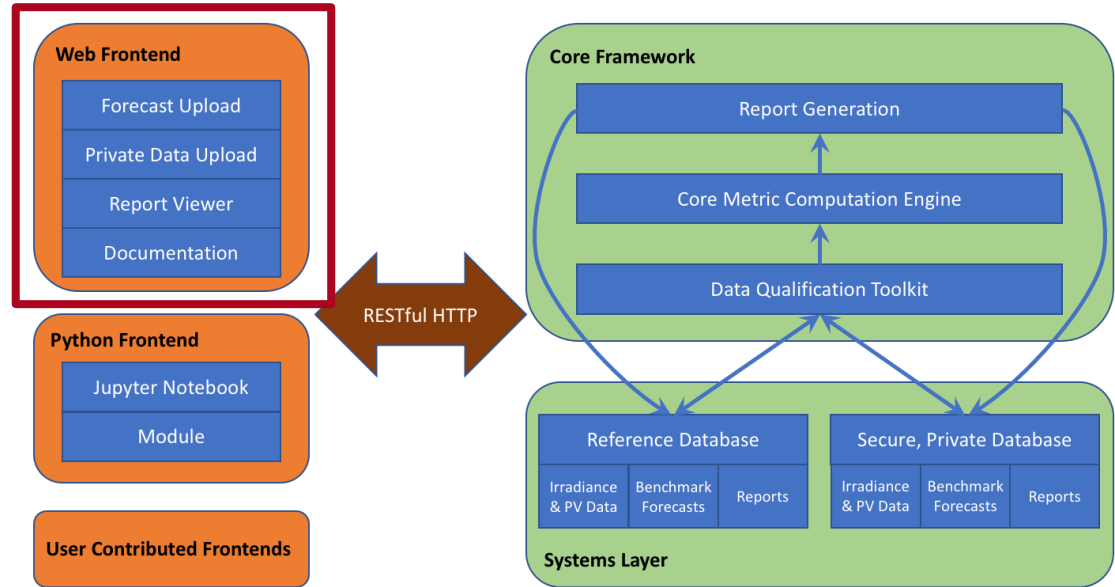 Web Frontend
Forecast Upload
Private Data Upload
Report Viewer
Documentation
Python Frontend
Jupyter Notebook
Module
User Contributed Frontends
RESTful HTTP
Core Framework
Report Generation
Core Metric Computation Engine
Data Qualification Toolkit
Reference Database
Irradiance
& PV Data
Benchmark
Forecasts
Reports
Secure, Private Database
Irradiance
& PV Data
Benchmark
Forecasts
Reports
Systems Layer